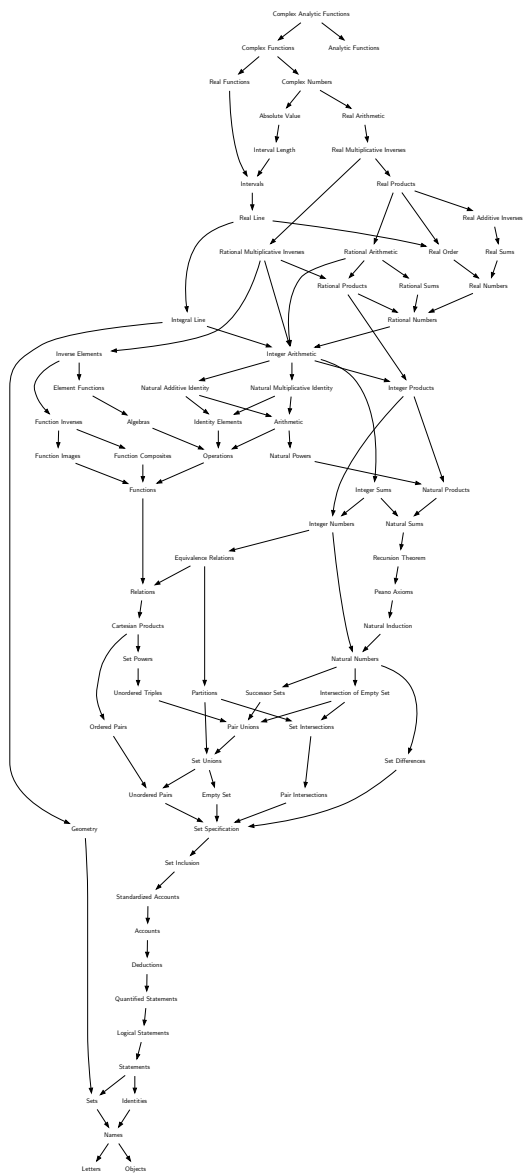 Complex Analytic Functions
Complex Functions
Analytic Functions
Real Functions
Complex Numbers
Absolute Value
Real Arithmetic
Interval Length
Real Multiplicative Inverses
Intervals
Real Products
Real Line
Real Additive Inverses
Rational Multiplicative Inverses
Rational Arithmetic
Real Order
Real Sums
Rational Products
Rational Sums
Real Numbers
Integral Line
Rational Numbers
Inverse Elements
Integer Arithmetic
Element Functions
Natural Additive Identity
Natural Multiplicative Identity
Integer Products
Function Inverses
Algebras
Identity Elements
Arithmetic
Function Images
Function Composites
Operations
Natural Powers
Functions
Integer Sums
Natural Products
Integer Numbers
Natural Sums
Equivalence Relations
Recursion Theorem
Relations
Peano Axioms
Cartesian Products
Natural Induction
Set Powers
Natural Numbers
Unordered Triples
Partitions
Successor Sets
Intersection of Empty Set
Ordered Pairs
Pair Unions
Set Intersections
Set Unions
Set Differences
Unordered Pairs
Empty Set
Pair Intersections
Geometry
Set Specification
Set Inclusion
Standardized Accounts
Accounts
Deductions
Quantified Statements
Logical Statements
Statements
Sets
Identities
Names
Letters
Objects